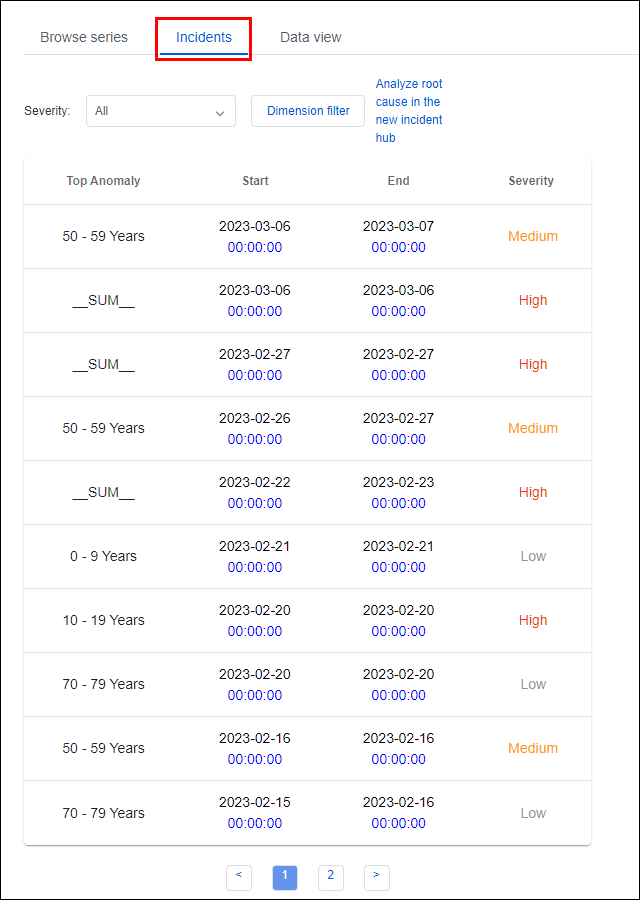 Browse series Incidents Data view
Analyze root
cause in the
new incident
hub
Severity: All Dimension filter
Top Anomaly Start End Severity
50 - 59 Years 2023-03-06 00:00:00 2023-03-07 00:00:00 Medium
__SUM__ 2023-03-06 00:00:00 2023-03-06 00:00:00 High
__SUM__ 2023-02-27 00:00:00 2023-02-27 00:00:00 High
50 - 59 Years 2023-02-26 00:00:00 2023-02-27 00:00:00 Medium
__SUM__ 2023-02-22 00:00:00 2023-02-23 00:00:00 High
0 - 9 Years 2023-02-21 00:00:00 2023-02-21 00:00:00 Low
10 - 19 Years 2023-02-20 00:00:00 2023-02-20 00:00:00 High
70 - 79 Years 2023-02-20 00:00:00 2023-02-20 00:00:00 Low
50 - 59 Years 2023-02-16 00:00:00 2023-02-16 00:00:00 Medium
70 - 79 Years 2023-02-15 00:00:00 2023-02-16 00:00:00 Low
< 1 2 >